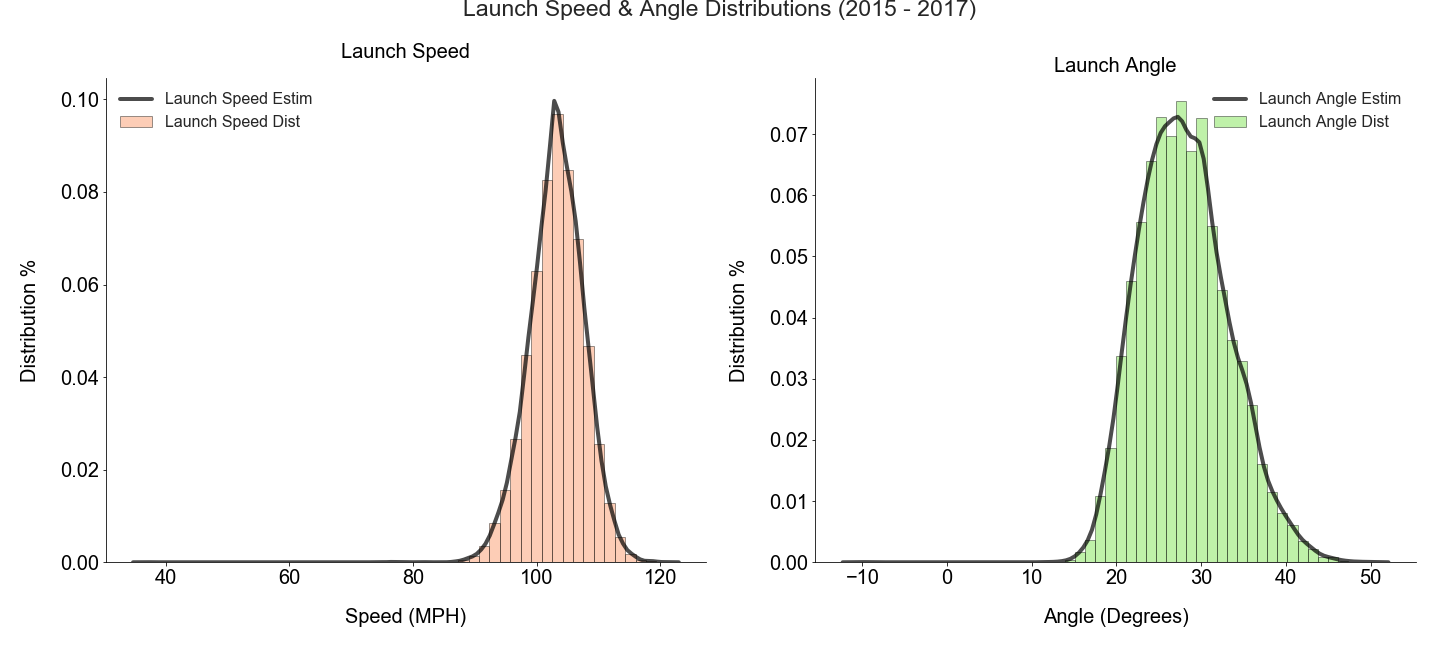 Launch Speed & Angle Distributions (2015 - 2017)
Launch Speed
Launch Speed Estim
Launch Speed Dist
0.10
0.08
0.06
0.04
0.02
0.00
Distribution %
40 60 80 100 120
Speed (MPH)
Launch Angle
Launch Angle Estim
Launch Angle Dist
0.07
0.06
0.05
0.04
0.03
0.02
0.01
0.00
Distribution %
−10 0 10 20 30 40 50
Angle (Degrees)